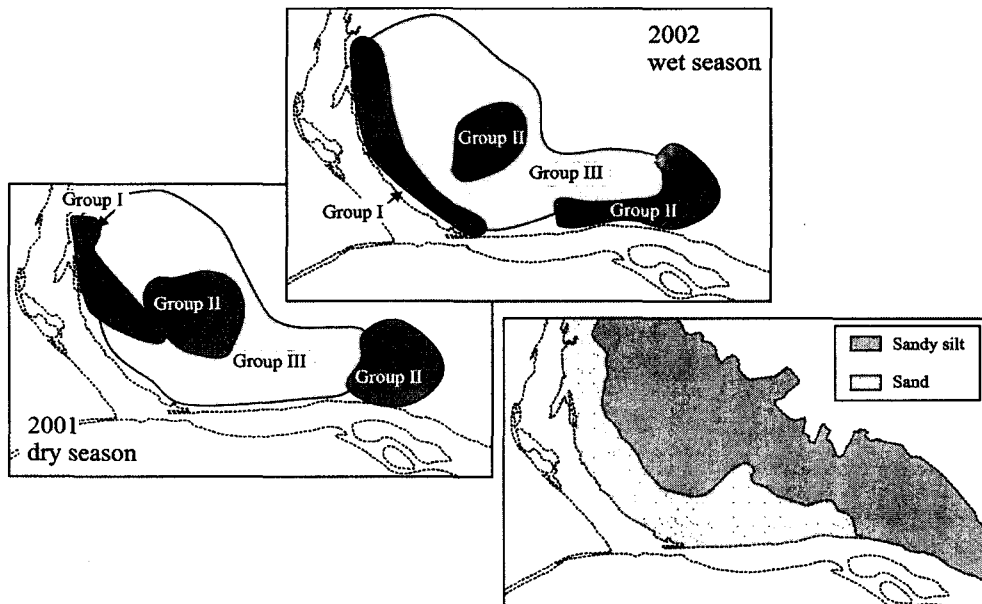 2002
wet season
Group II
Group III
Group I
Group II
Group I
Group II
Group III
Group II
2001
dry season
Sandy silt
Sand